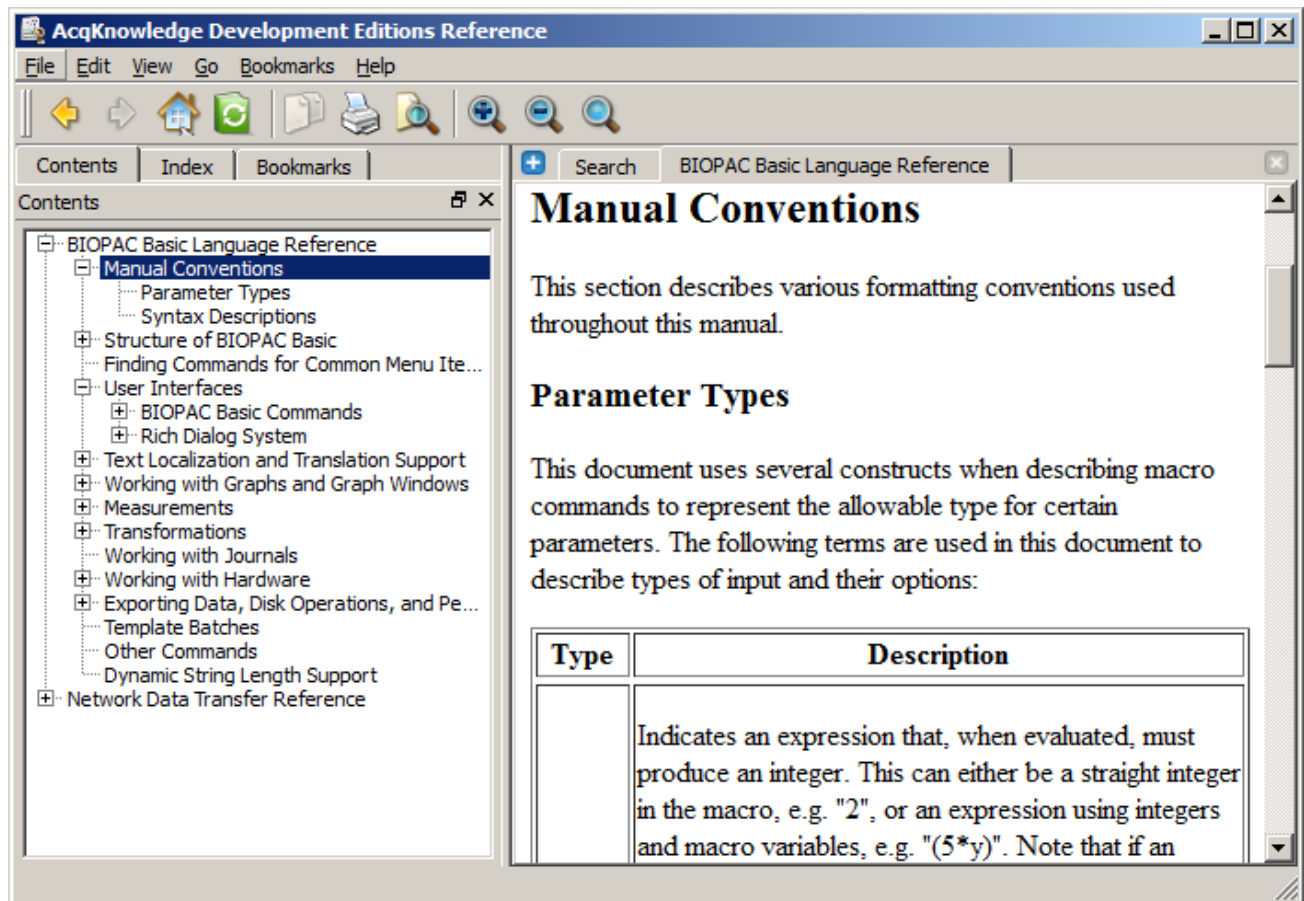 AcqKnowledge Development Editions Reference
File Edit View Go Bookmarks Help
Contents Index Bookmarks
Contents
BIOPAC Basic Language Reference
Manual Conventions
Parameter Types
Syntax Descriptions
Structure of BIOPAC Basic
Finding Commands for Common Menu Ite...
User Interfaces
BIOPAC Basic Commands
Rich Dialog System
Text Localization and Translation Support
Working with Graphs and Graph Windows
Measurements
Transformations
Working with Journals
Working with Hardware
Exporting Data, Disk Operations, and Pe...
Template Batches
Other Commands
Dynamic String Length Support
Network Data Transfer Reference
Search BIOPAC Basic Language Reference
Manual Conventions
This section describes various formatting conventions used
throughout this manual.
Parameter Types
This document uses several constructs when describing macro
commands to represent the allowable type for certain
parameters. The following terms are used in this document to
describe types of input and their options:
Type Description
Indicates an expression that, when evaluated, must
produce an integer. This can either be a straight integer
in the macro, e.g. "2", or an expression using integers
and macro variables, e.g. "(5*y)". Note that if an